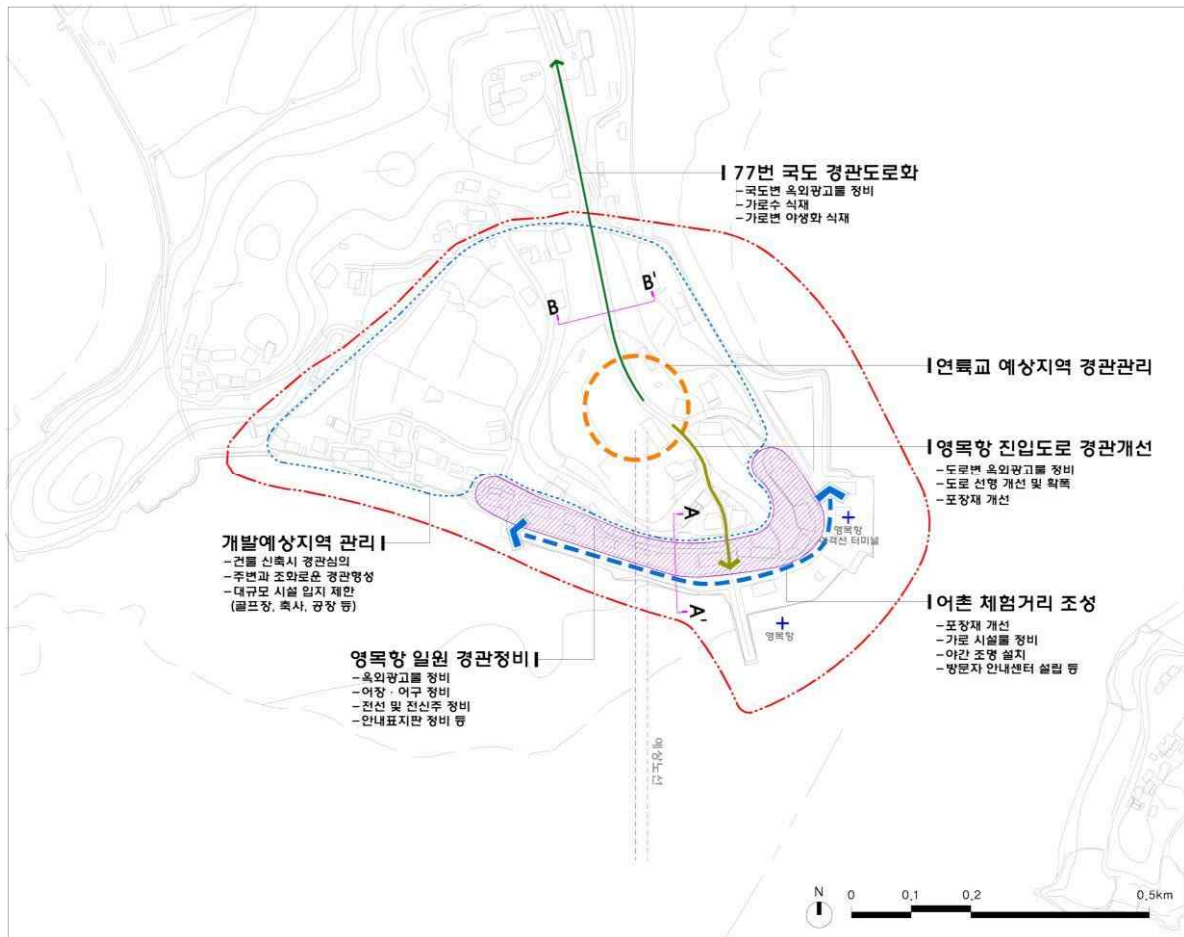 77번 국도 경관도로화
-국도변 옥외광고물 정비
-가로수 식재
-가로변 야생화 식재
B
B'
연륙교 예상지역 경관관리
영목항 진입도로 경관개선
-도로변 옥외광고물 정비
-도로 선형 개선 및 확폭
-포장재 개선
A
A'
영목항
여객선 터미널
영목항
개발예상지역 관리
-건물 신축시 경관심의
-주변과 조화로운 경관형성
-대규모 시설 입지 제한
(골프장, 축사, 공장 등)
어촌 체험거리 조성
-포장재 개선
-가로 시설물 정비
-야간 조명 설치
-방문자 안내센터 설립 등
영목항 일원 경관정비
-옥외광고물 정비
-어장·어구 정비
-전선 및 전신주 정비
-안내표지판 정비 등
예상노선
N
0 0.1 0.2 0.5km